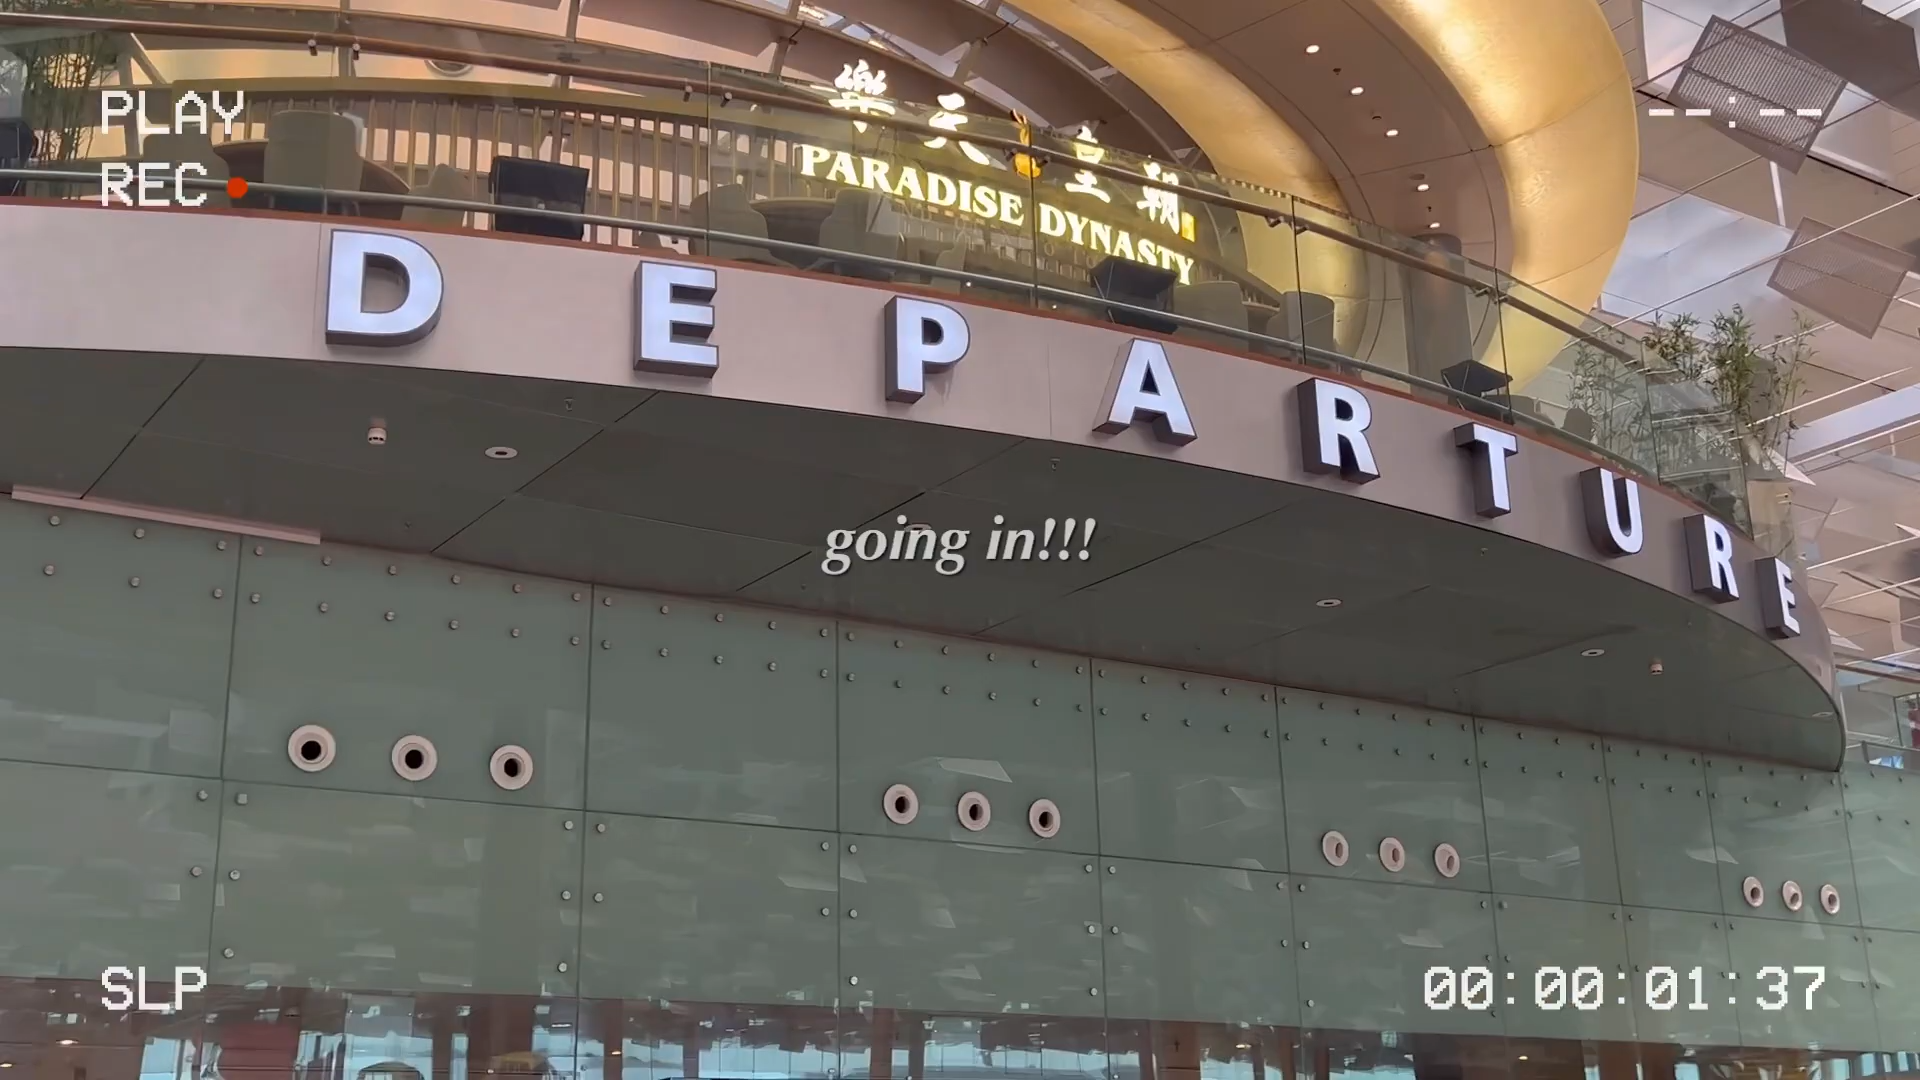 PLAY
--:--
REC
樂天皇朝
PARADISE DYNASTY
DEPARTURE
going in!!!
SLP
00:00:01:37